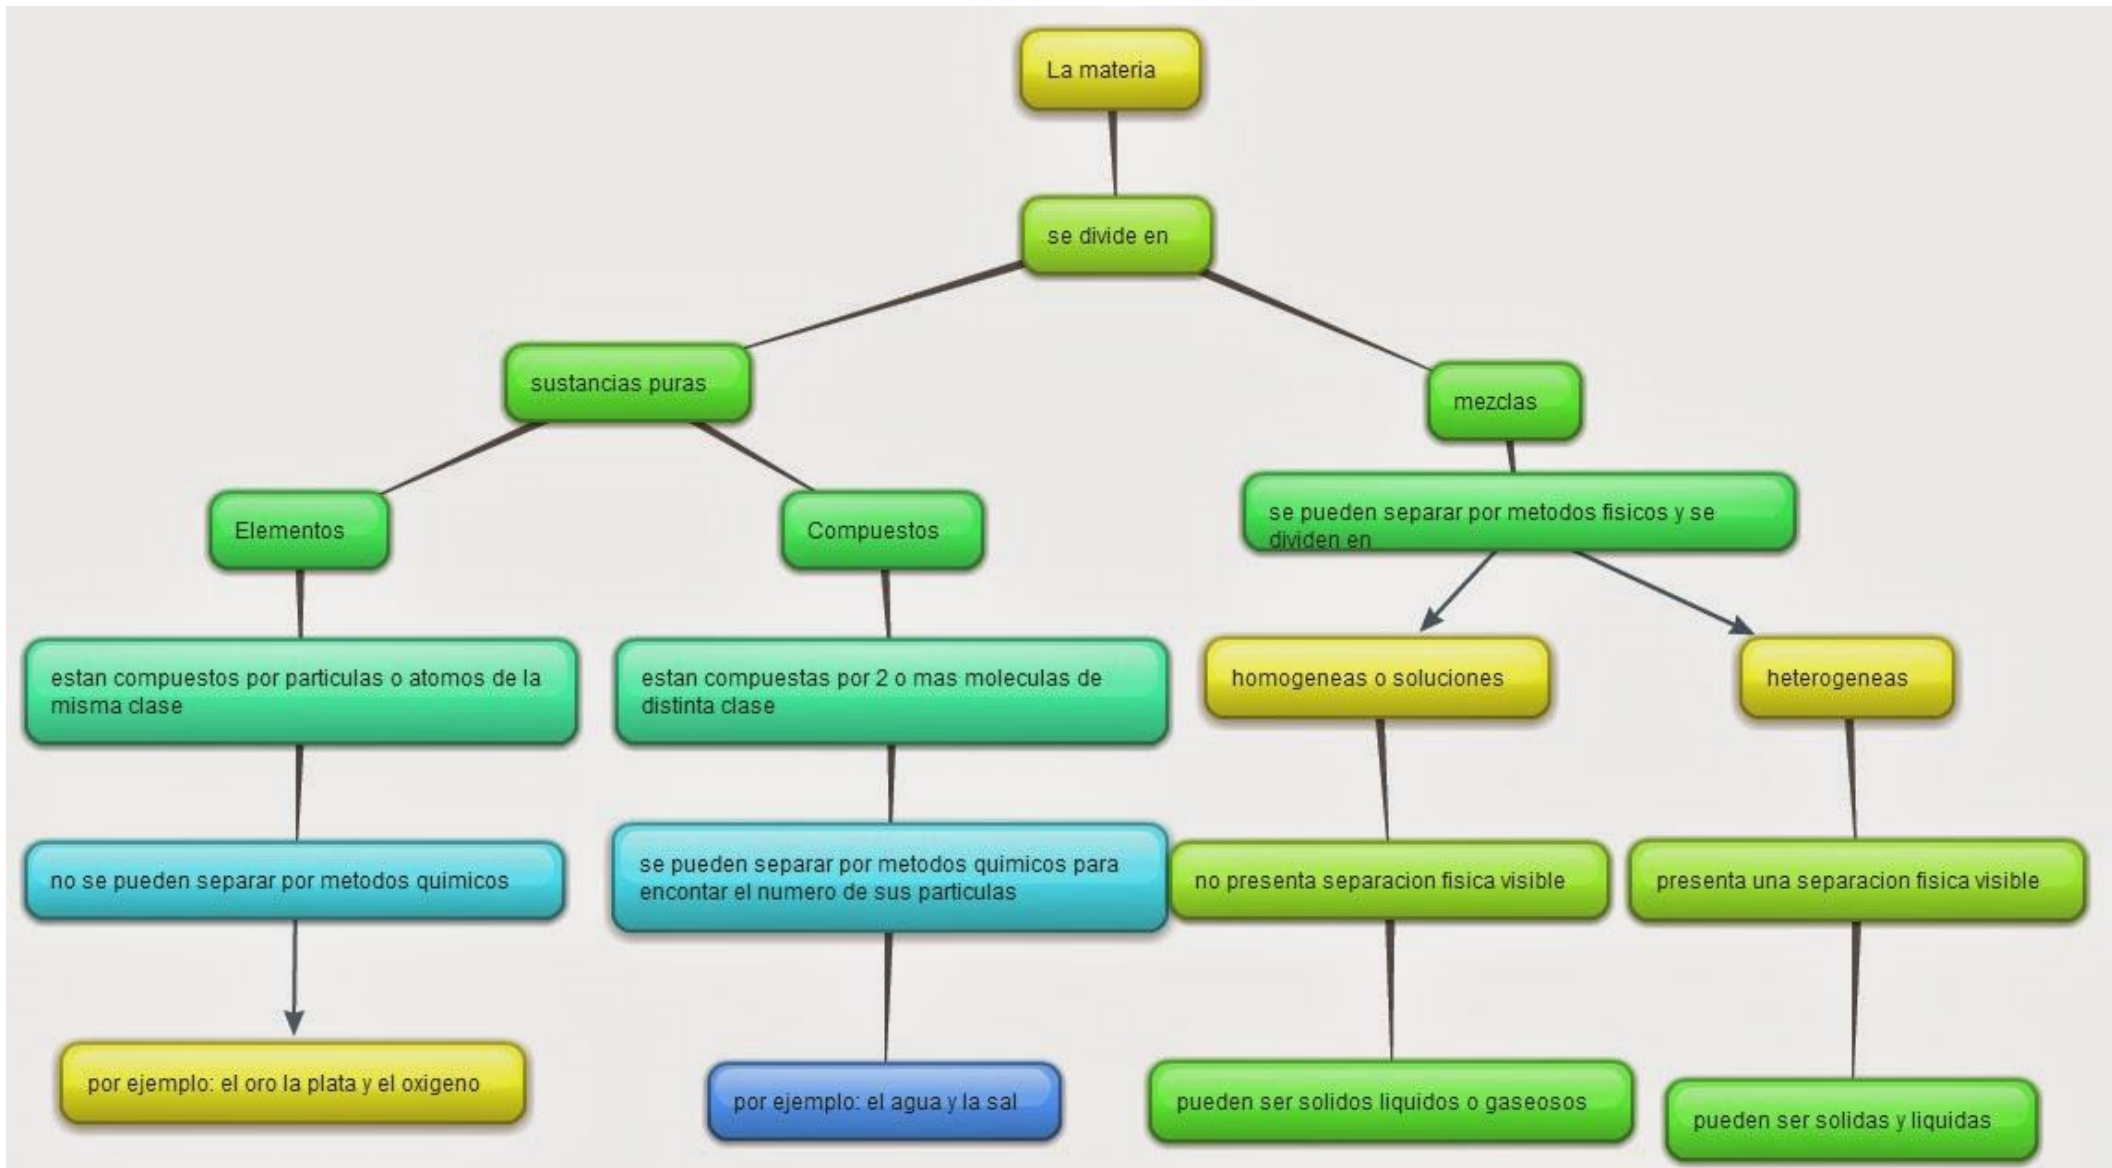 La materia
se divide en
sustancias puras
mezclas
Elementos
Compuestos
se pueden separar por metodos fisicos y se
dividen en
estan compuestos por particulas o atomos de la
misma clase
estan compuestas por 2 o mas moleculas de
distinta clase
homogeneas o soluciones
heterogeneas
no se pueden separar por metodos quimicos
se pueden separar por metodos quimicos para
encontar el numero de sus particulas
no presenta separacion fisica visible
presenta una separacion fisica visible
por ejemplo: el oro la plata y el oxigeno
por ejemplo: el agua y la sal
pueden ser solidos liquidos o gaseosos
pueden ser solidas y liquidas